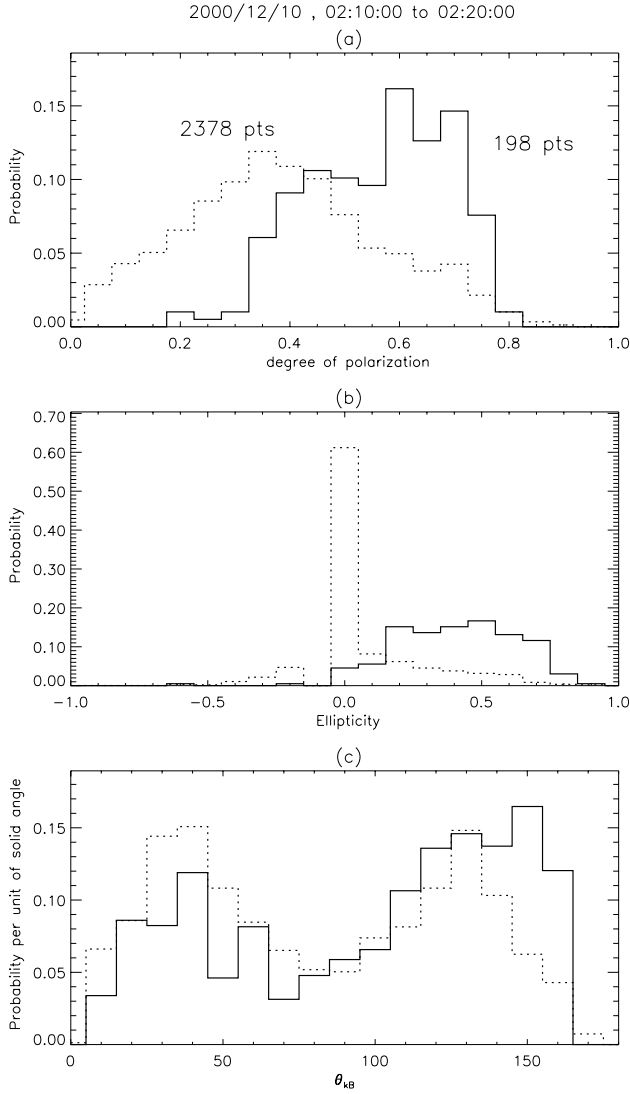 2000/12/10 , 02:10:00 to 02:20:00
(a)
Probability
0.15
0.10
0.05
0.00
2378 pts
198 pts
0.0 0.2 0.4 0.6 0.8 1.0
degree of polarization
(b)
Probability
0.70
0.60
0.50
0.40
0.30
0.20
0.10
0.00
−1.0 −0.5 0.0 0.5 1.0
Ellipticity
(c)
Probability per unit of solid angle
0.15
0.10
0.05
0.00
0 50 100 150
θkB